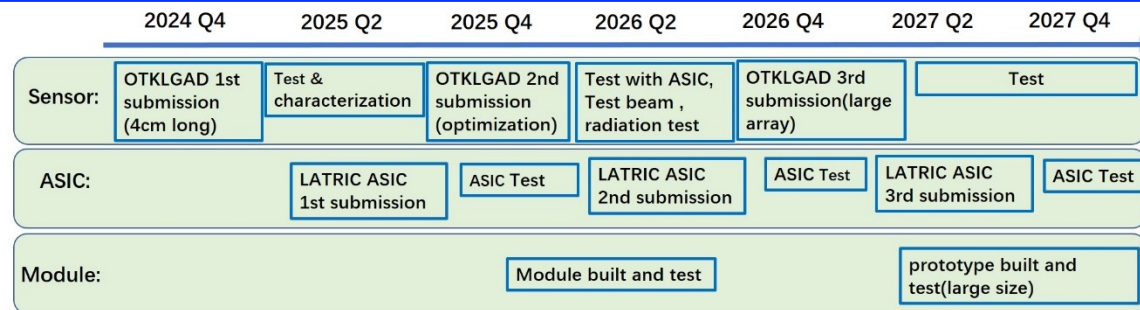 2024 Q4 2025 Q2 2025 Q4 2026 Q2 2026 Q4 2027 Q2 2027 Q4
Sensor:
OTKLGAD 1st
submission
(4cm long)
Test &
characterization
OTKLGAD 2nd
submission
(optimization)
Test with ASIC,
Test beam ,
radiation test
OTKLGAD 3rd
submission(large
array)
Test
ASIC:
LATRIC ASIC
1st submission
ASIC Test
LATRIC ASIC
2nd submission
ASIC Test
LATRIC ASIC
3rd submission
ASIC Test
Module:
Module built and test
prototype built and
test(large size)